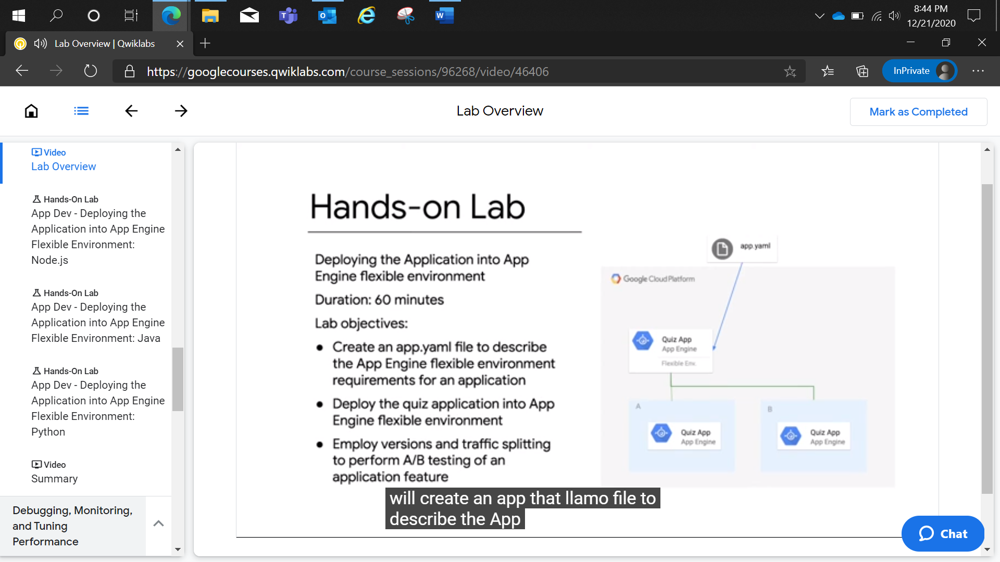 8:44 PM
12/21/2020
Lab Overview | Qwiklabs
https://googlecourses.qwiklabs.com/course_sessions/96268/video/46406
InPrivate
Lab Overview
Mark as Completed
Video
Lab Overview
Hands-On Lab
App Dev - Deploying the
Application into App Engine
Flexible Environment:
Node.js
Hands-On Lab
App Dev - Deploying the
Application into App Engine
Flexible Environment: Java
Hands-On Lab
App Dev - Deploying the
Application into App Engine
Flexible Environment:
Python
Video
Summary
Debugging, Monitoring,
and Tuning
Performance
Hands-on Lab
Deploying the Application into App
Engine flexible environment
Duration: 60 minutes
Lab objectives:
● Create an app.yaml file to describe
the App Engine flexible environment
requirements for an application
● Deploy the quiz application into App
Engine flexible environment
● Employ versions and traffic splitting
to perform A/B testing of an
application feature
app.yaml
Google Cloud Platform
Quiz App
App Engine
Flexible Env.
A
Quiz App
App Engine
B
Quiz App
App Engine
will create an app that llamo file to
describe the App
Chat